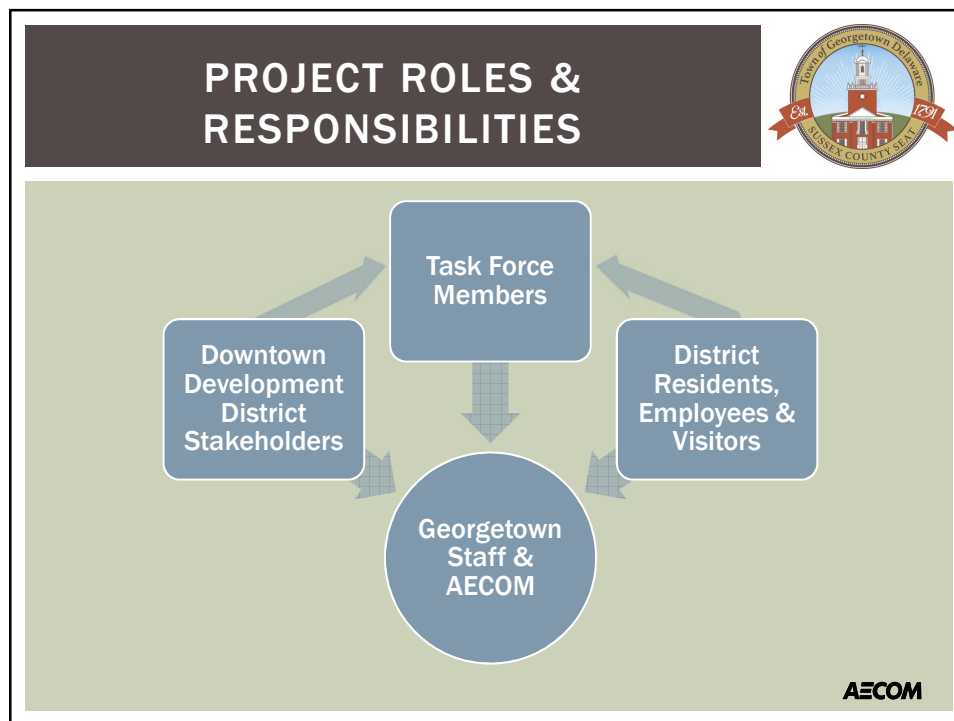 PROJECT ROLES &
RESPONSIBILITIES
Town of Georgetown Delaware
Est. 1791
SUSSEX COUNTY SEAT
Task Force
Members
Downtown
Development
District
Stakeholders
District
Residents,
Employees &
Visitors
Georgetown
Staff &
AECOM
AECOM